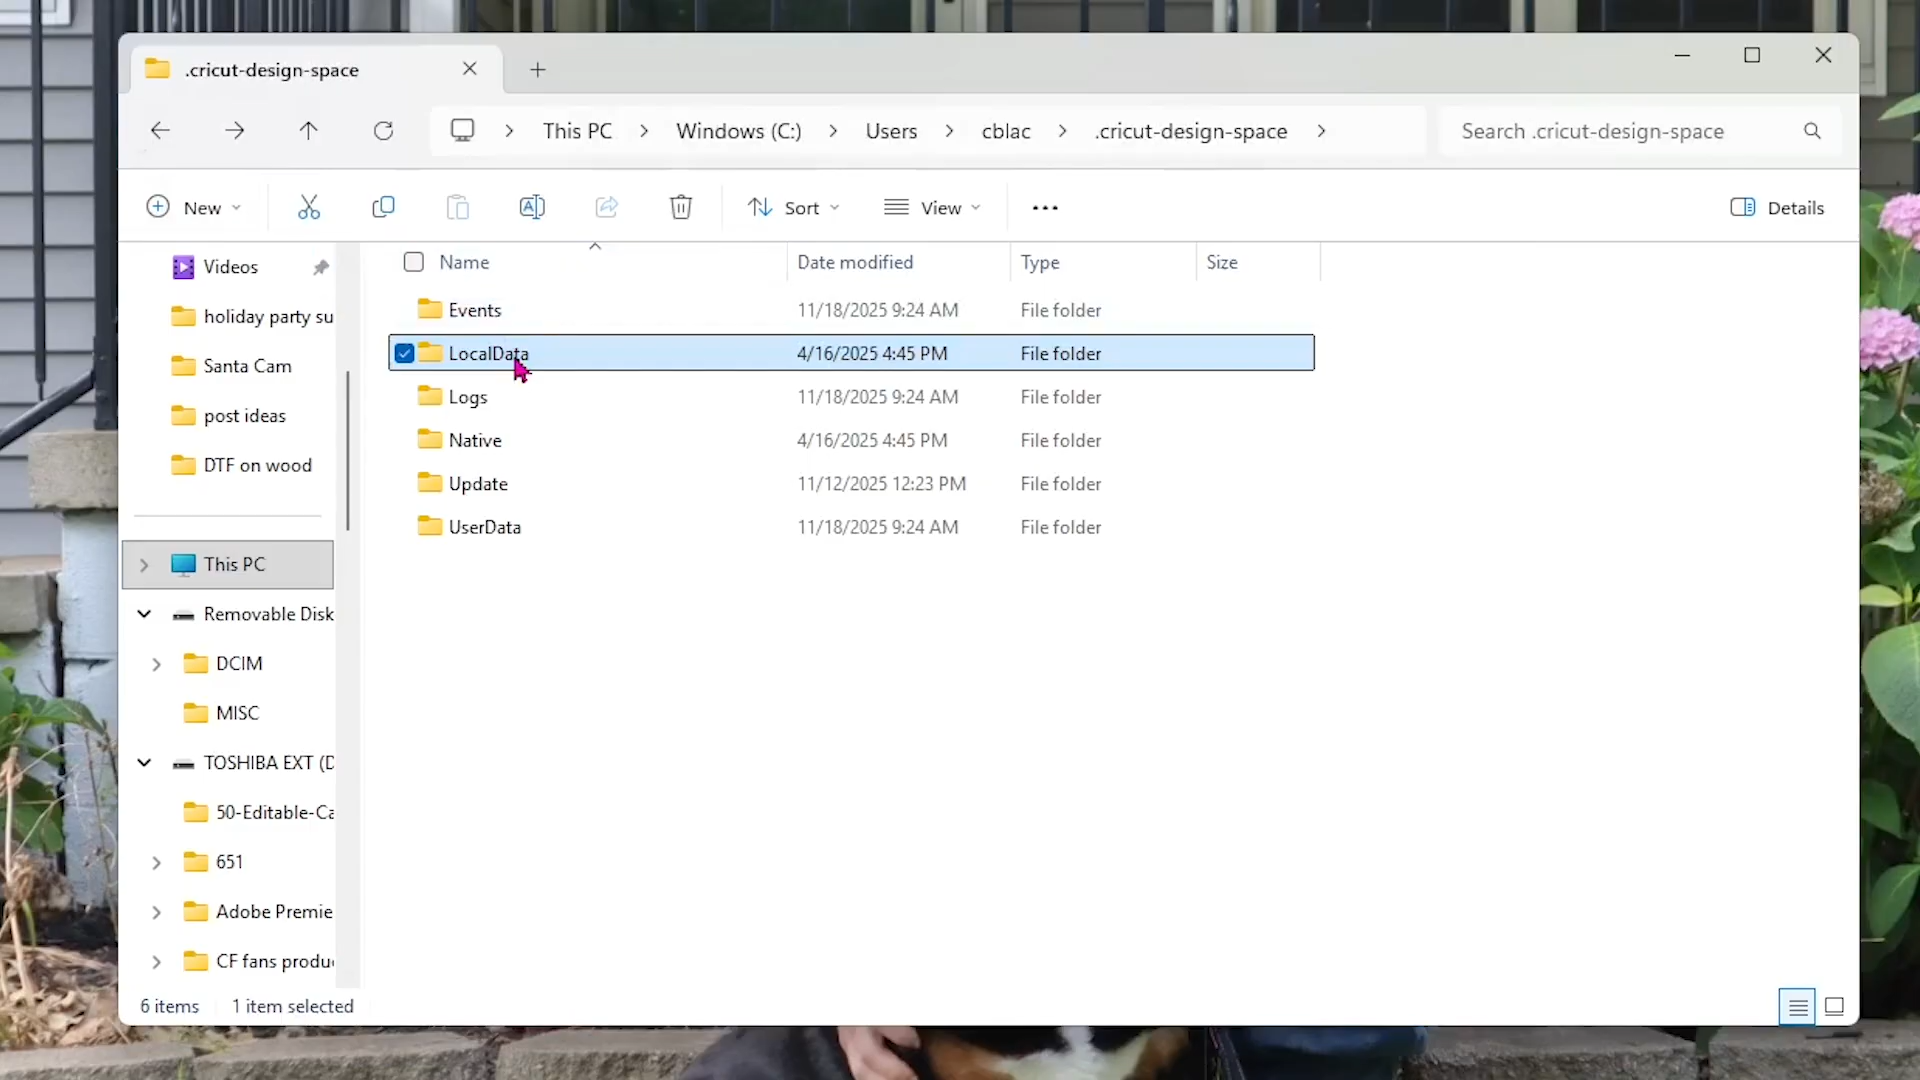 .cricut-design-space
This PC
Windows (C:)
Users
cblac
.cricut-design-space
Search .cricut-design-space
New
Sort
View
Details
Name
Date modified
Type
Size
Events 11/18/2025 9:24 AM File folder
LocalData 4/16/2025 4:45 PM File folder
Logs 11/18/2025 9:24 AM File folder
Native 4/16/2025 4:45 PM File folder
Update 11/12/2025 12:23 PM File folder
UserData 11/18/2025 9:24 AM File folder
Videos
holiday party su
Santa Cam
post ideas
DTF on wood
This PC
Removable Disk
DCIM
MISC
TOSHIBA EXT (D
50-Editable-Ca
651
Adobe Premie
CF fans produ
6 items
1 item selected